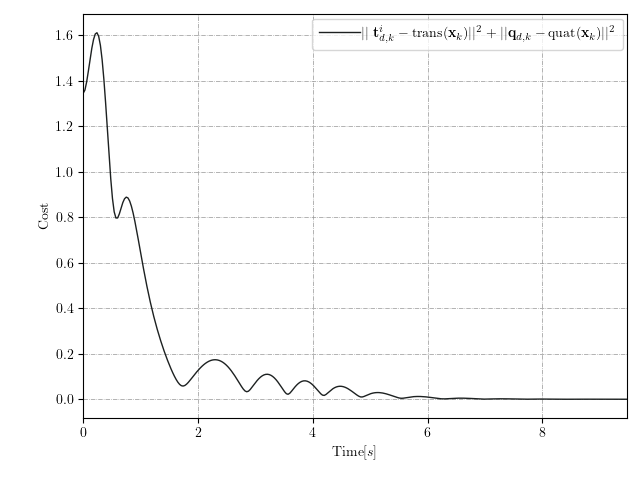 || t^i_{d,k} − trans(x_k)||^2 + ||q_{d,k} − quat(x_k)||^2
1.6
1.4
1.2
1.0
0.8
0.6
0.4
0.2
0.0
Cost
0 2 4 6 8
Time[s]